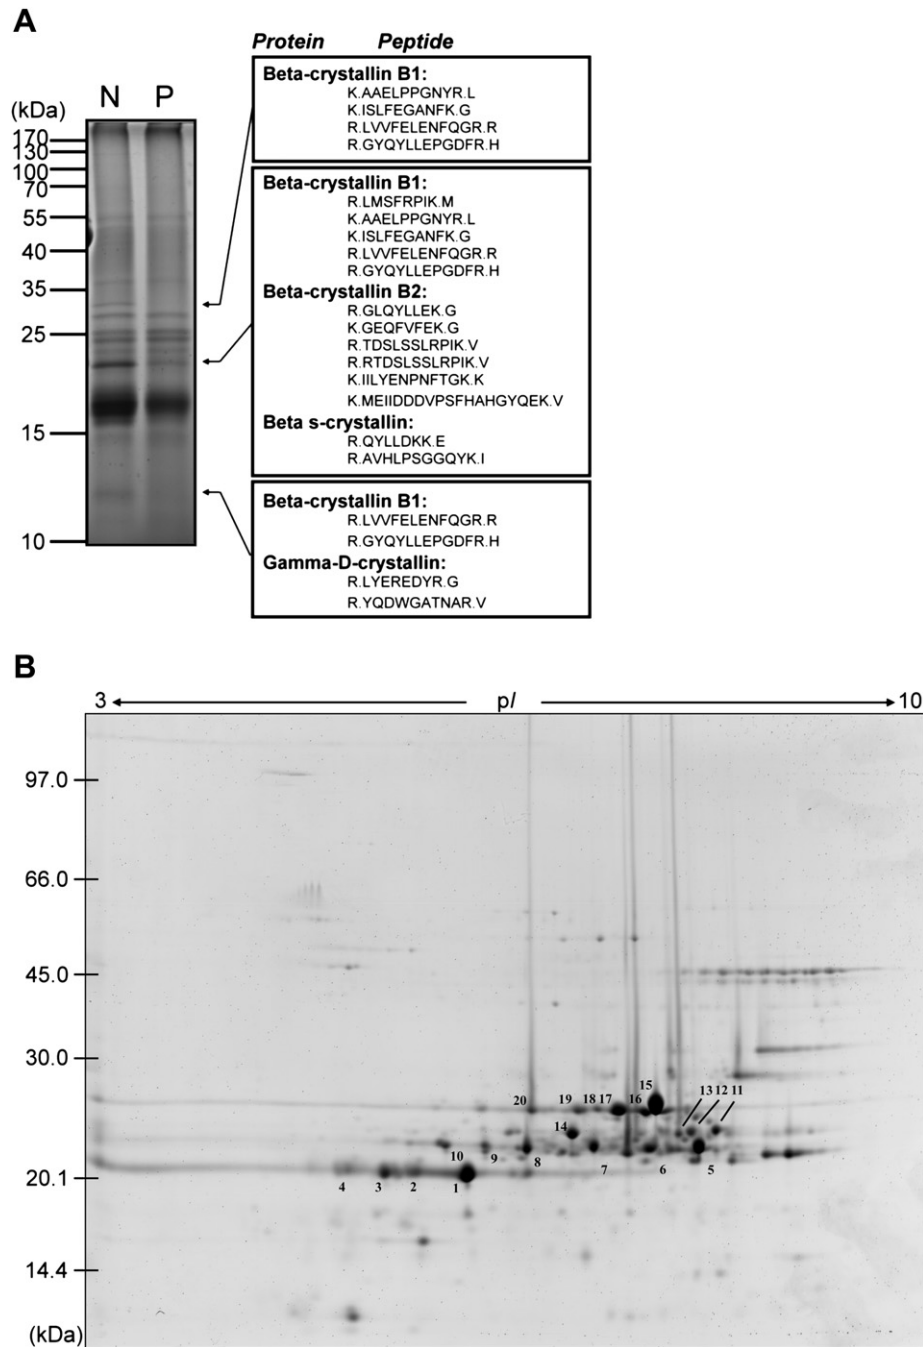 A
Protein Peptide
(kDa) N P
170
130
100
70
55
40
35
25
15
10
Beta-crystallin B1:
K.AAELPPGNYR.L
K.ISLFEGANFK.G
R.LVVFELENFQGR.R
R.GYQYLLEPGDFR.H
Beta-crystallin B1:
R.LMSFRPIK.M
K.AAELPPGNYR.L
K.ISLFEGANFK.G
R.LVVFELENFQGR.R
R.GYQYLLEPGDFR.H
Beta-crystallin B2:
R.GLQYLLEK.G
K.GEQFVFEK.G
R.TDSLSSLRPIK.V
R.RTDSLSSLRPIK.V
K.IILYENPNFTGK.K
K.MEIIDDDVPSFHAHGYQEK.V
Beta s-crystallin:
R.QYLLDKK.E
R.AVHLPSGGQYK.I
Beta-crystallin B1:
R.LVVFELENFQGR.R
R.GYQYLLEPGDFR.H
Gamma-D-crystallin:
R.LYEREDYR.G
R.YQDWGATNAR.V
B
3 pI 10
97.0
66.0
45.0
30.0
20.1
14.4
(kDa)
15
20 19 18 17 16 13 12 11
14
10 9 8 7 6 5
4 3 2 1